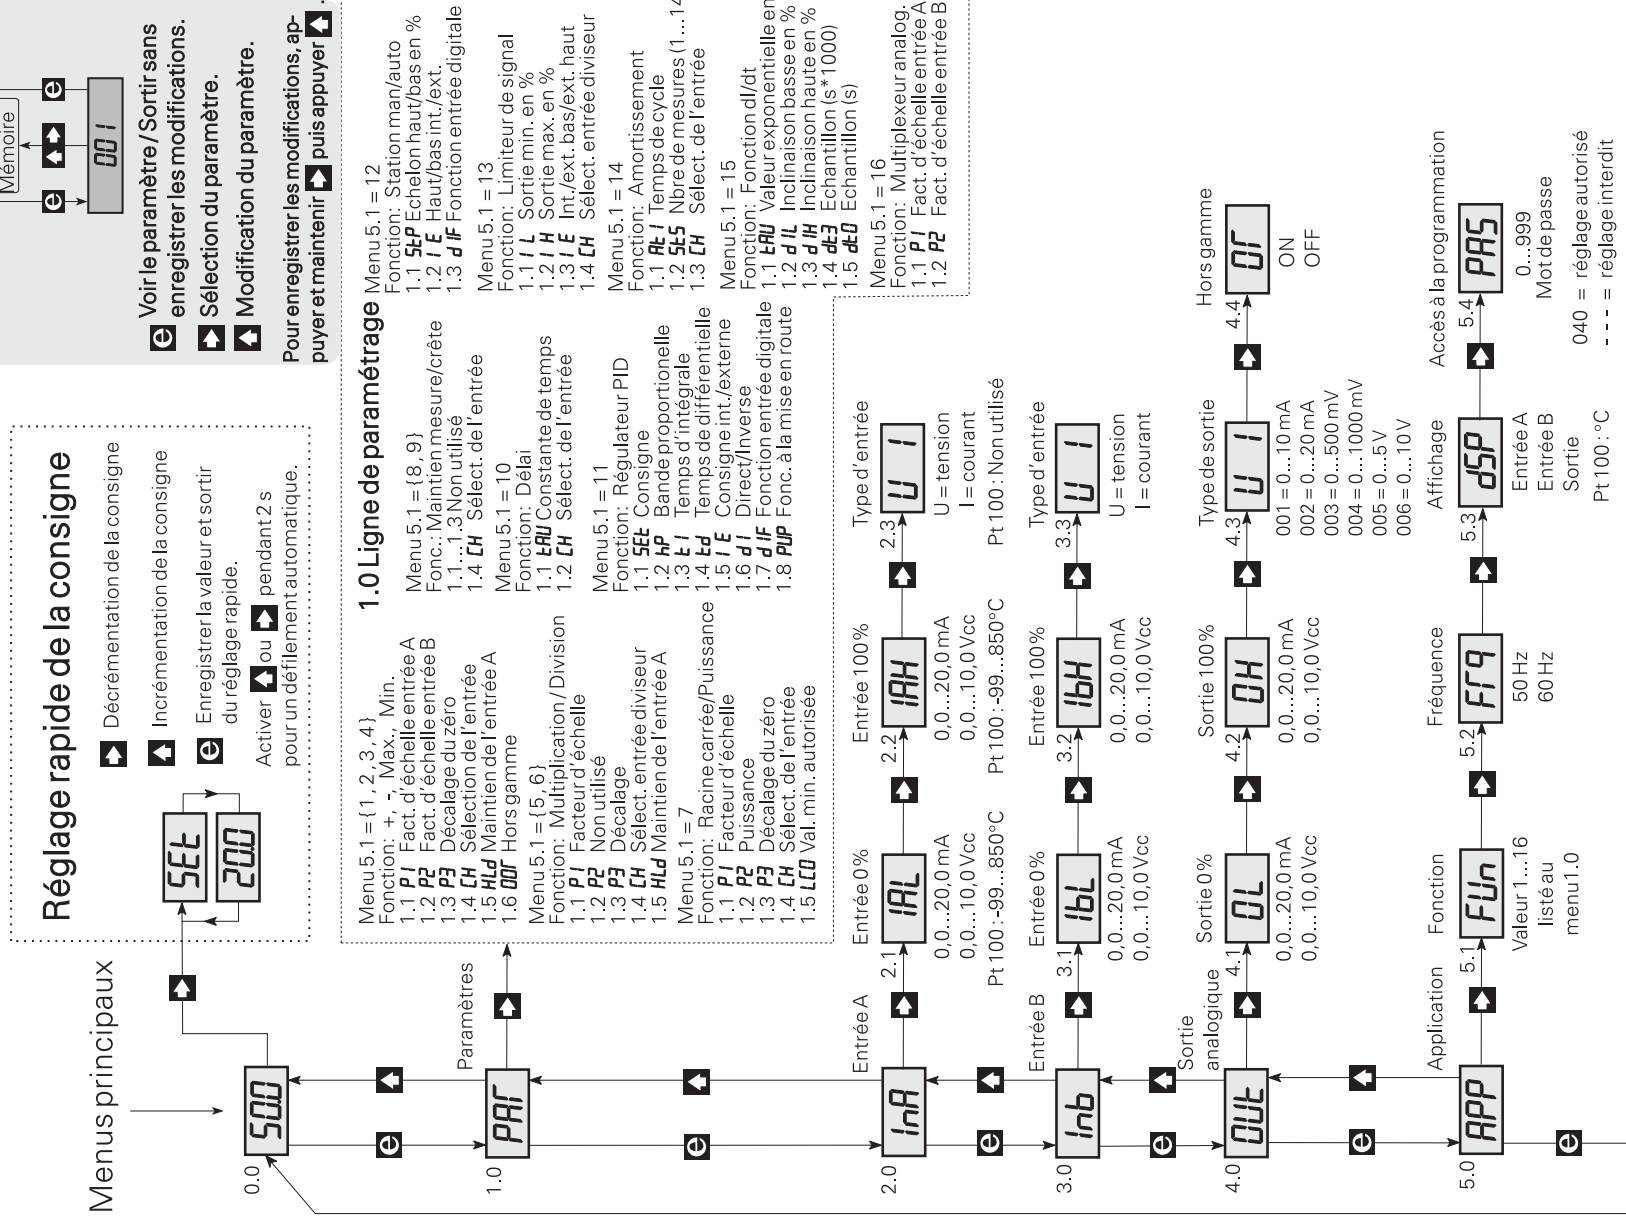 Menus principaux
Réglage rapide de la consigne
SEt
20.0
Décrémentation de la consigne
Incrémentation de la consigne
e Enregistrer la valeur et sortir
du réglage rapide.
Activer ou pendant 2 s
pour un défilement automatique.
Mémoire
e
e
001
e Voir le paramètre / Sortir sans
enregistrer les modifications.
Sélection du paramètre.
Modification du paramètre.
Pour enregistrer les modifications, ap-
puyer et maintenir puis appuyer .
0.0
50.0
e
1.0
PAr
Paramètres
1.0 Ligne de paramétrage
Menu 5.1 = {1, 2, 3, 4}
Fonction: +, -, Max., Min.
1.1 P1 Fact. d'échelle entrée A
1.2 P2 Fact. d'échelle entrée B
1.3 P3 Décalage du zéro
1.4 CH Sélection de l'entrée
1.5 HLd Maintien de l'entrée A
1.6 OOr Hors gamme
Menu 5.1 = {5, 6}
Fonction: Multiplication / Division
1.1 P1 Facteur d'échelle
1.2 P2 Non utilisé
1.3 P3 Décalage
1.4 CH Sélect. entrée diviseur
1.5 HLd Maintien de l'entrée A
Menu 5.1 = 7
Fonction: Racine carrée/Puissance
1.1 P1 Facteur d'échelle
1.2 P2 Puissance
1.3 P3 Décalage du zéro
1.4 CH Sélect. de l'entrée
1.5 LCO Val. min. autorisée
Menu 5.1 = {8, 9}
Fonc.: Maintien mesure/crête
1.1...1.3 Non utilisé
1.4 CH Sélect. de l'entrée
Menu 5.1 = 10
Fonction: Délai
1.1 tAU Constante de temps
1.2 CH Sélect. de l'entrée
Menu 5.1 = 11
Fonction: Régulateur PID
1.1 SEt Consigne
1.2 hP Bande proportionelle
1.3 tI Temps d'intégrale
1.4 td Temps de différentielle
1.5 IE Consigne int./externe
1.6 dI Direct/Inverse
1.7 dIF Fonction entrée digitale
1.8 PUP Fonc. à la mise en route
Menu 5.1 = 12
Fonction: Station man/auto
1.1 StP Echelon haut/bas en %
1.2 IE Haut/bas int./ext.
1.3 dIF Fonction entrée digitale
Menu 5.1 = 13
Fonction: Limiteur de signal
1.1 IL Sortie min. en %
1.2 IH Sortie max. en %
1.3 IE Int./ext. bas/ext. haut
1.4 CH Sélect. entrée diviseur
Menu 5.1 = 14
Fonction: Amortissement
1.1 AtI Temps de cycle
1.2 StS Nbre de mesures (1...14
1.3 CH Sélect. de l'entrée
Menu 5.1 = 15
Fonction: Fonction dI/dt
1.1 tAU Valeur exponentielle en
1.2 dIL Inclinaison basse en %
1.3 dIH Inclinaison haute en %
1.4 dt3 Echantillon (s*1000)
1.5 dt0 Echantillon (s)
Menu 5.1 = 16
Fonction: Multiplexeur analog.
1.1 P1 Fact. d'échelle entrée A
1.2 P2 Fact. d'échelle entrée B
e
2.0
InA
Entrée A
2.1
Entrée 0%
IAL
0,0...20,0 mA
0,0...10,0 Vcc
Pt 100 : -99...850°C
2.2
Entrée 100%
IAH
0,0...20,0 mA
0,0...10,0 Vcc
Pt 100 : -99...850°C
2.3
Type d'entrée
U I
U = tension
I = courant
Pt 100 : Non utilisé
e
3.0
Inb
Entrée B
3.1
Entrée 0%
IbL
0,0...20,0 mA
0,0...10,0 Vcc
3.2
Entrée 100%
IbH
0,0...20,0 mA
0,0...10,0 Vcc
3.3
Type d'entrée
U I
U = tension
I = courant
e
4.0
OUt
Sortie
analogique
4.1
Sortie 0%
OL
0,0...20,0 mA
0,0...10,0 Vcc
4.2
Sortie 100%
OH
0,0...20,0 mA
0,0...10,0 Vcc
4.3
Type de sortie
U I
001 = 0...10 mA
002 = 0...20 mA
003 = 0...500 mV
004 = 0...1000 mV
005 = 0...5 V
006 = 0...10 V
4.4
Hors gamme
Or
ON
OFF
e
5.0
APP
Application
5.1
Fonction
FUn
Valeur 1...16
listé au
menu 1.0
5.2
Fréquence
Frq
50 Hz
60 Hz
5.3
Affichage
dSP
Entrée A
Entrée B
Sortie
Pt 100 : °C
5.4
Accès à la programmation
PAS
0...999
Mot de passe
040 = réglage autorisé
- - - - = réglage interdit
e